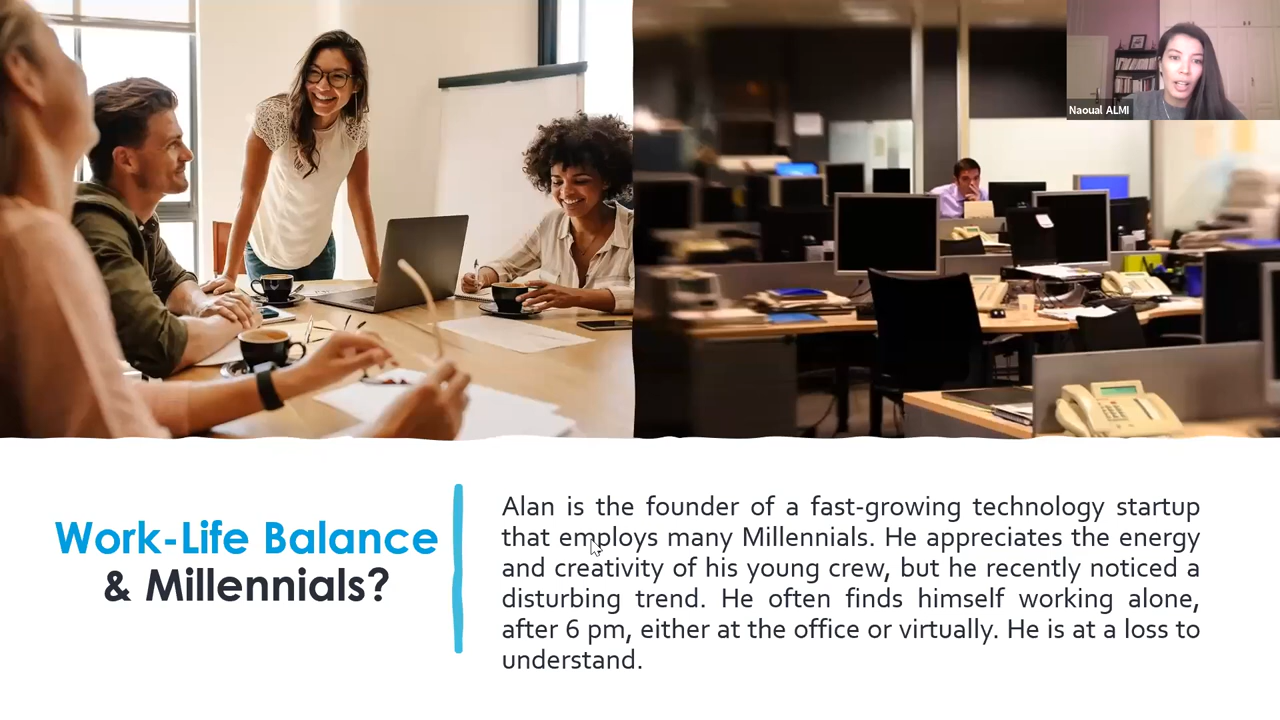 Naoual ALMI
Work-Life Balance
& Millennials?
Alan is the founder of a fast-growing technology startup
that employs many Millennials. He appreciates the energy
and creativity of his young crew, but he recently noticed a
disturbing trend. He often finds himself working alone,
after 6 pm, either at the office or virtually. He is at a loss to
understand.